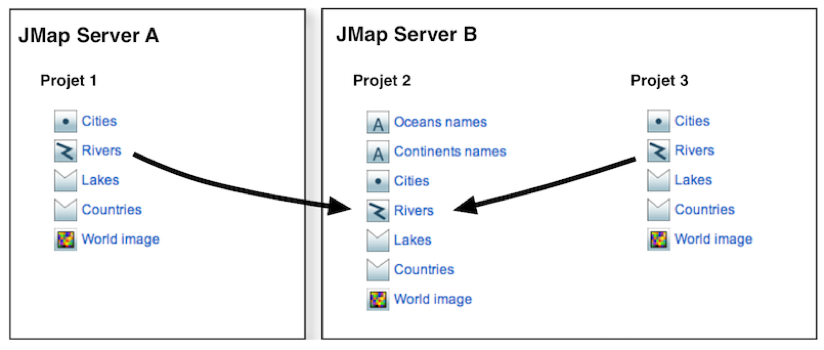 JMap Server A
Projet 1
Cities
Rivers
Lakes
Countries
World image
JMap Server B
Projet 2
A Oceans names
A Continents names
Cities
Rivers
Lakes
Countries
World image
Projet 3
Cities
Rivers
Lakes
Countries
World image